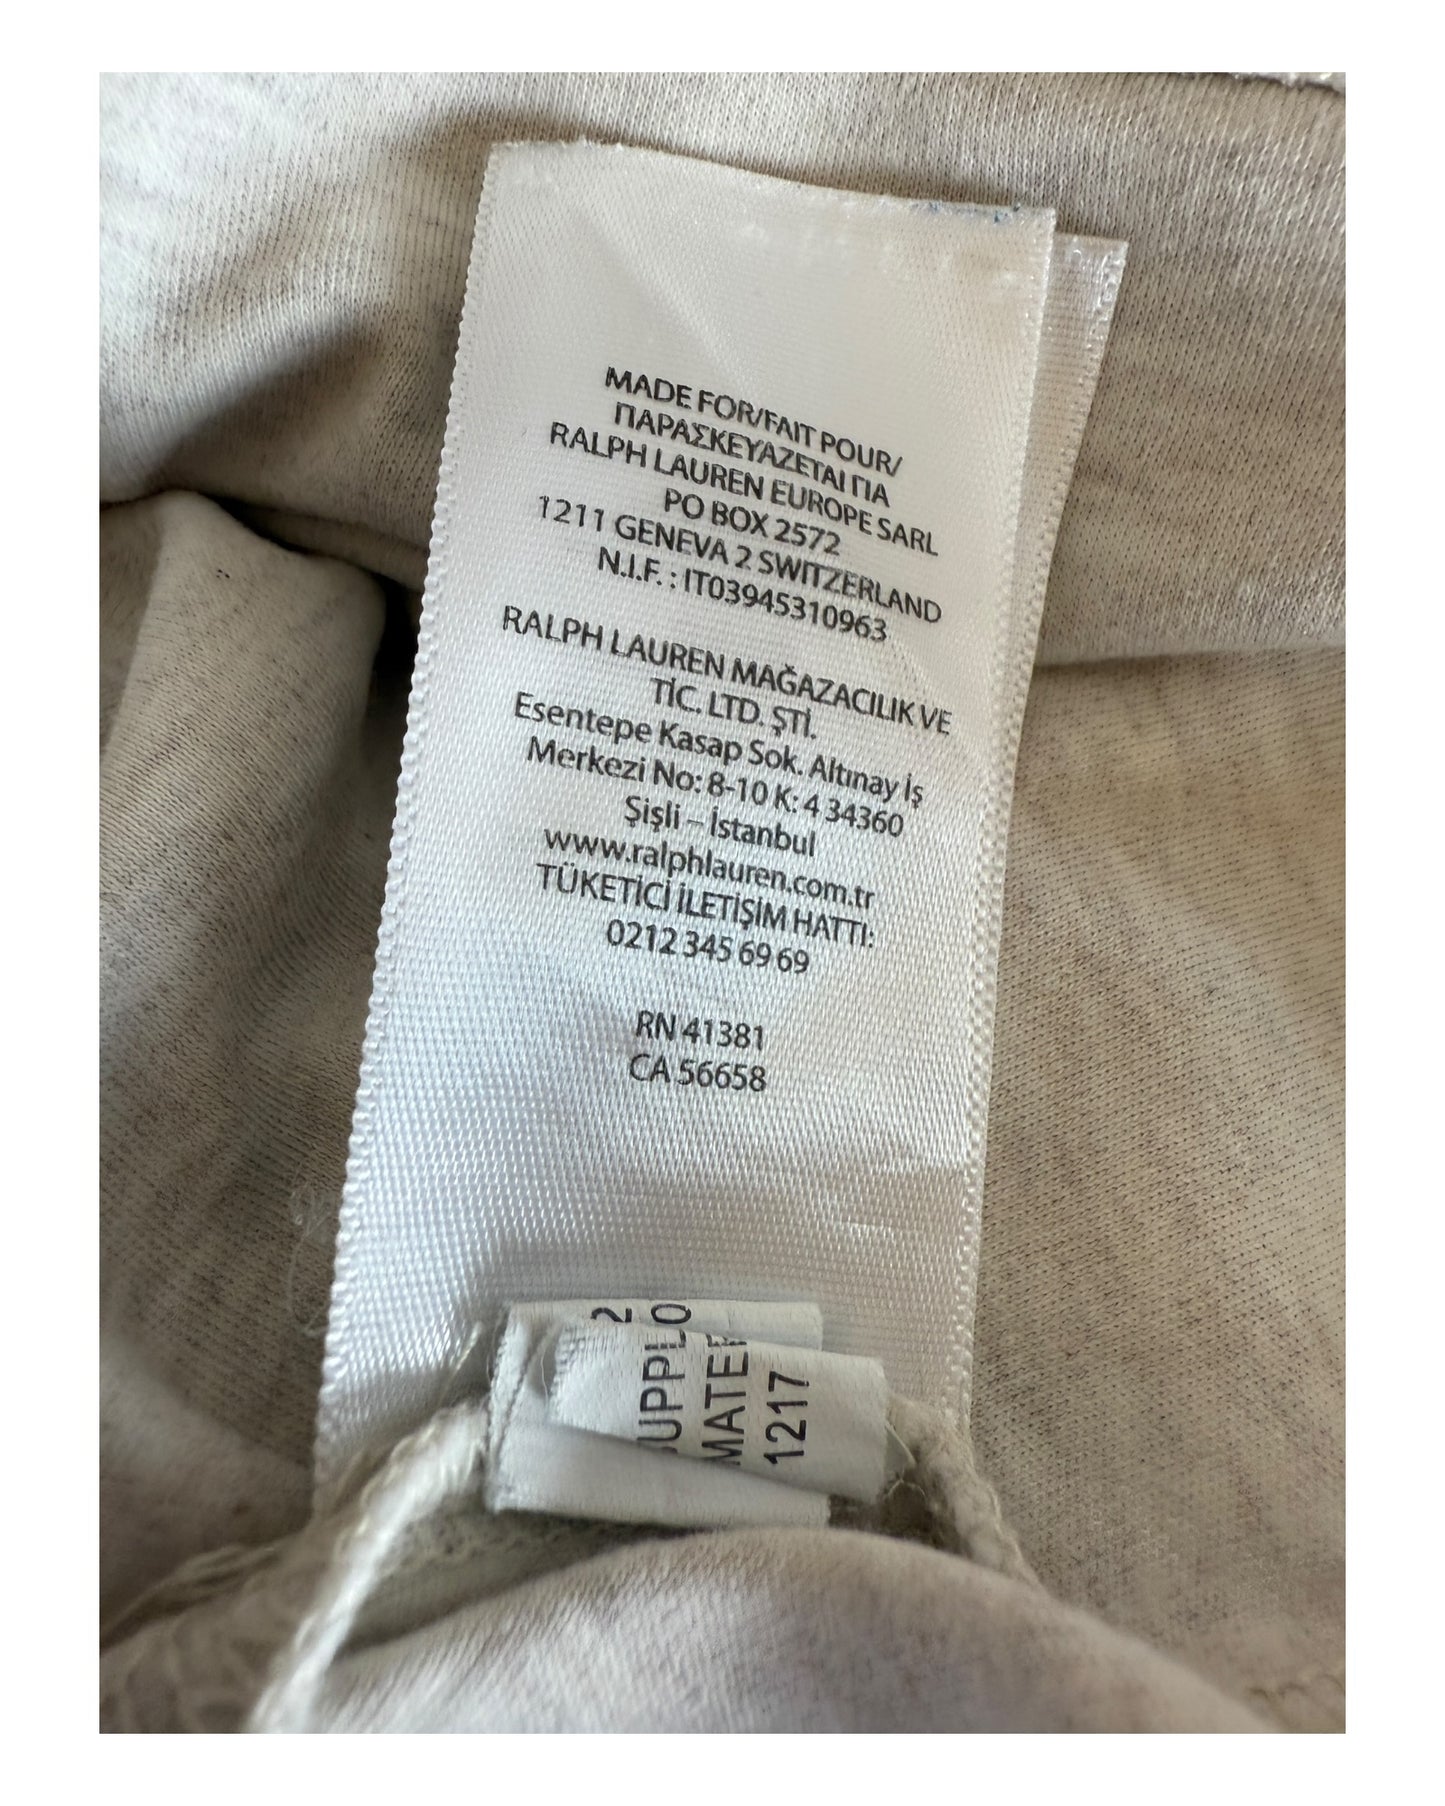 MADE FOR/FAIT POUR/
ΠΑΡΑΣΚΕΥΑΖΕΤΑΙ ΓΙΑ
RALPH LAUREN EUROPE SARL
PO BOX 2572
1211 GENEVA 2 SWITZERLAND
N.I.F. : IT03945310963
RALPH LAUREN MAĞAZACILIK VE
TİC. LTD. ŞTİ.
Esentepe Kasap Sok. Altınay İş
Merkezi No: 8-10 K: 4 34360
Şişli – İstanbul
www.ralphlauren.com.tr
TÜKETİCİ İLETİŞİM HATTI:
0212 345 69 69
RN 41381
CA 56658
1217